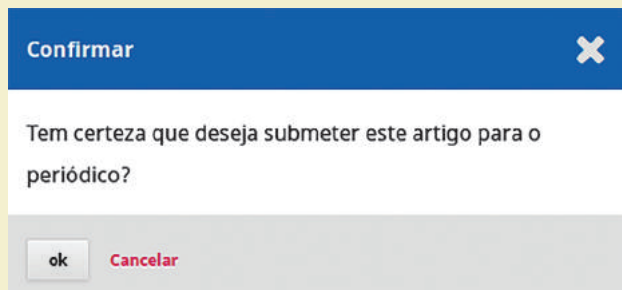 Confirmar
Tem certeza que deseja submeter este artigo para o
periódico?
ok Cancelar